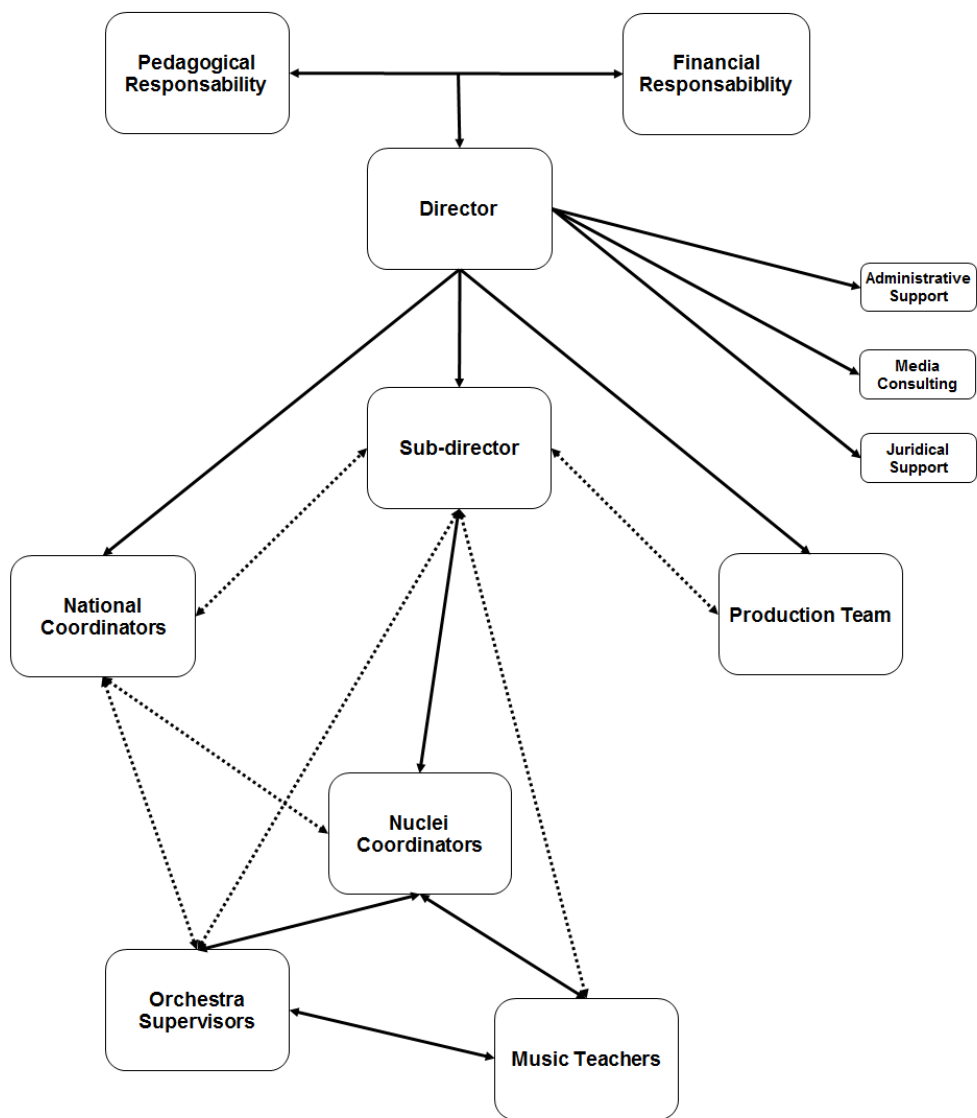 Pedagogical
Responsability
Financial
Responsabiblity
Director
Administrative
Support
Media
Consulting
Juridical
Support
Sub-director
National
Coordinators
Production Team
Nuclei
Coordinators
Orchestra
Supervisors
Music Teachers